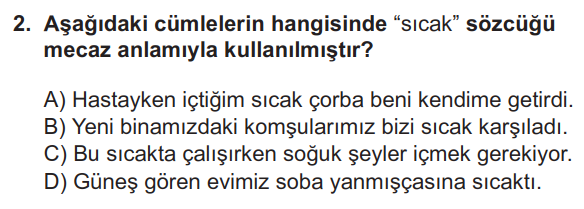 2. Aşağıdaki cümlelerin hangisinde “sıcak” sözcüğü
mecaz anlamıyla kullanılmıştır?
A) Hastayken içtiğim sıcak çorba beni kendime getirdi.
B) Yeni binamızdaki komşularımız bizi sıcak karşıladı.
C) Bu sıcakta çalışırken soğuk şeyler içmek gerekiyor.
D) Güneş gören evimiz soba yanmışçasına sıcaktı.